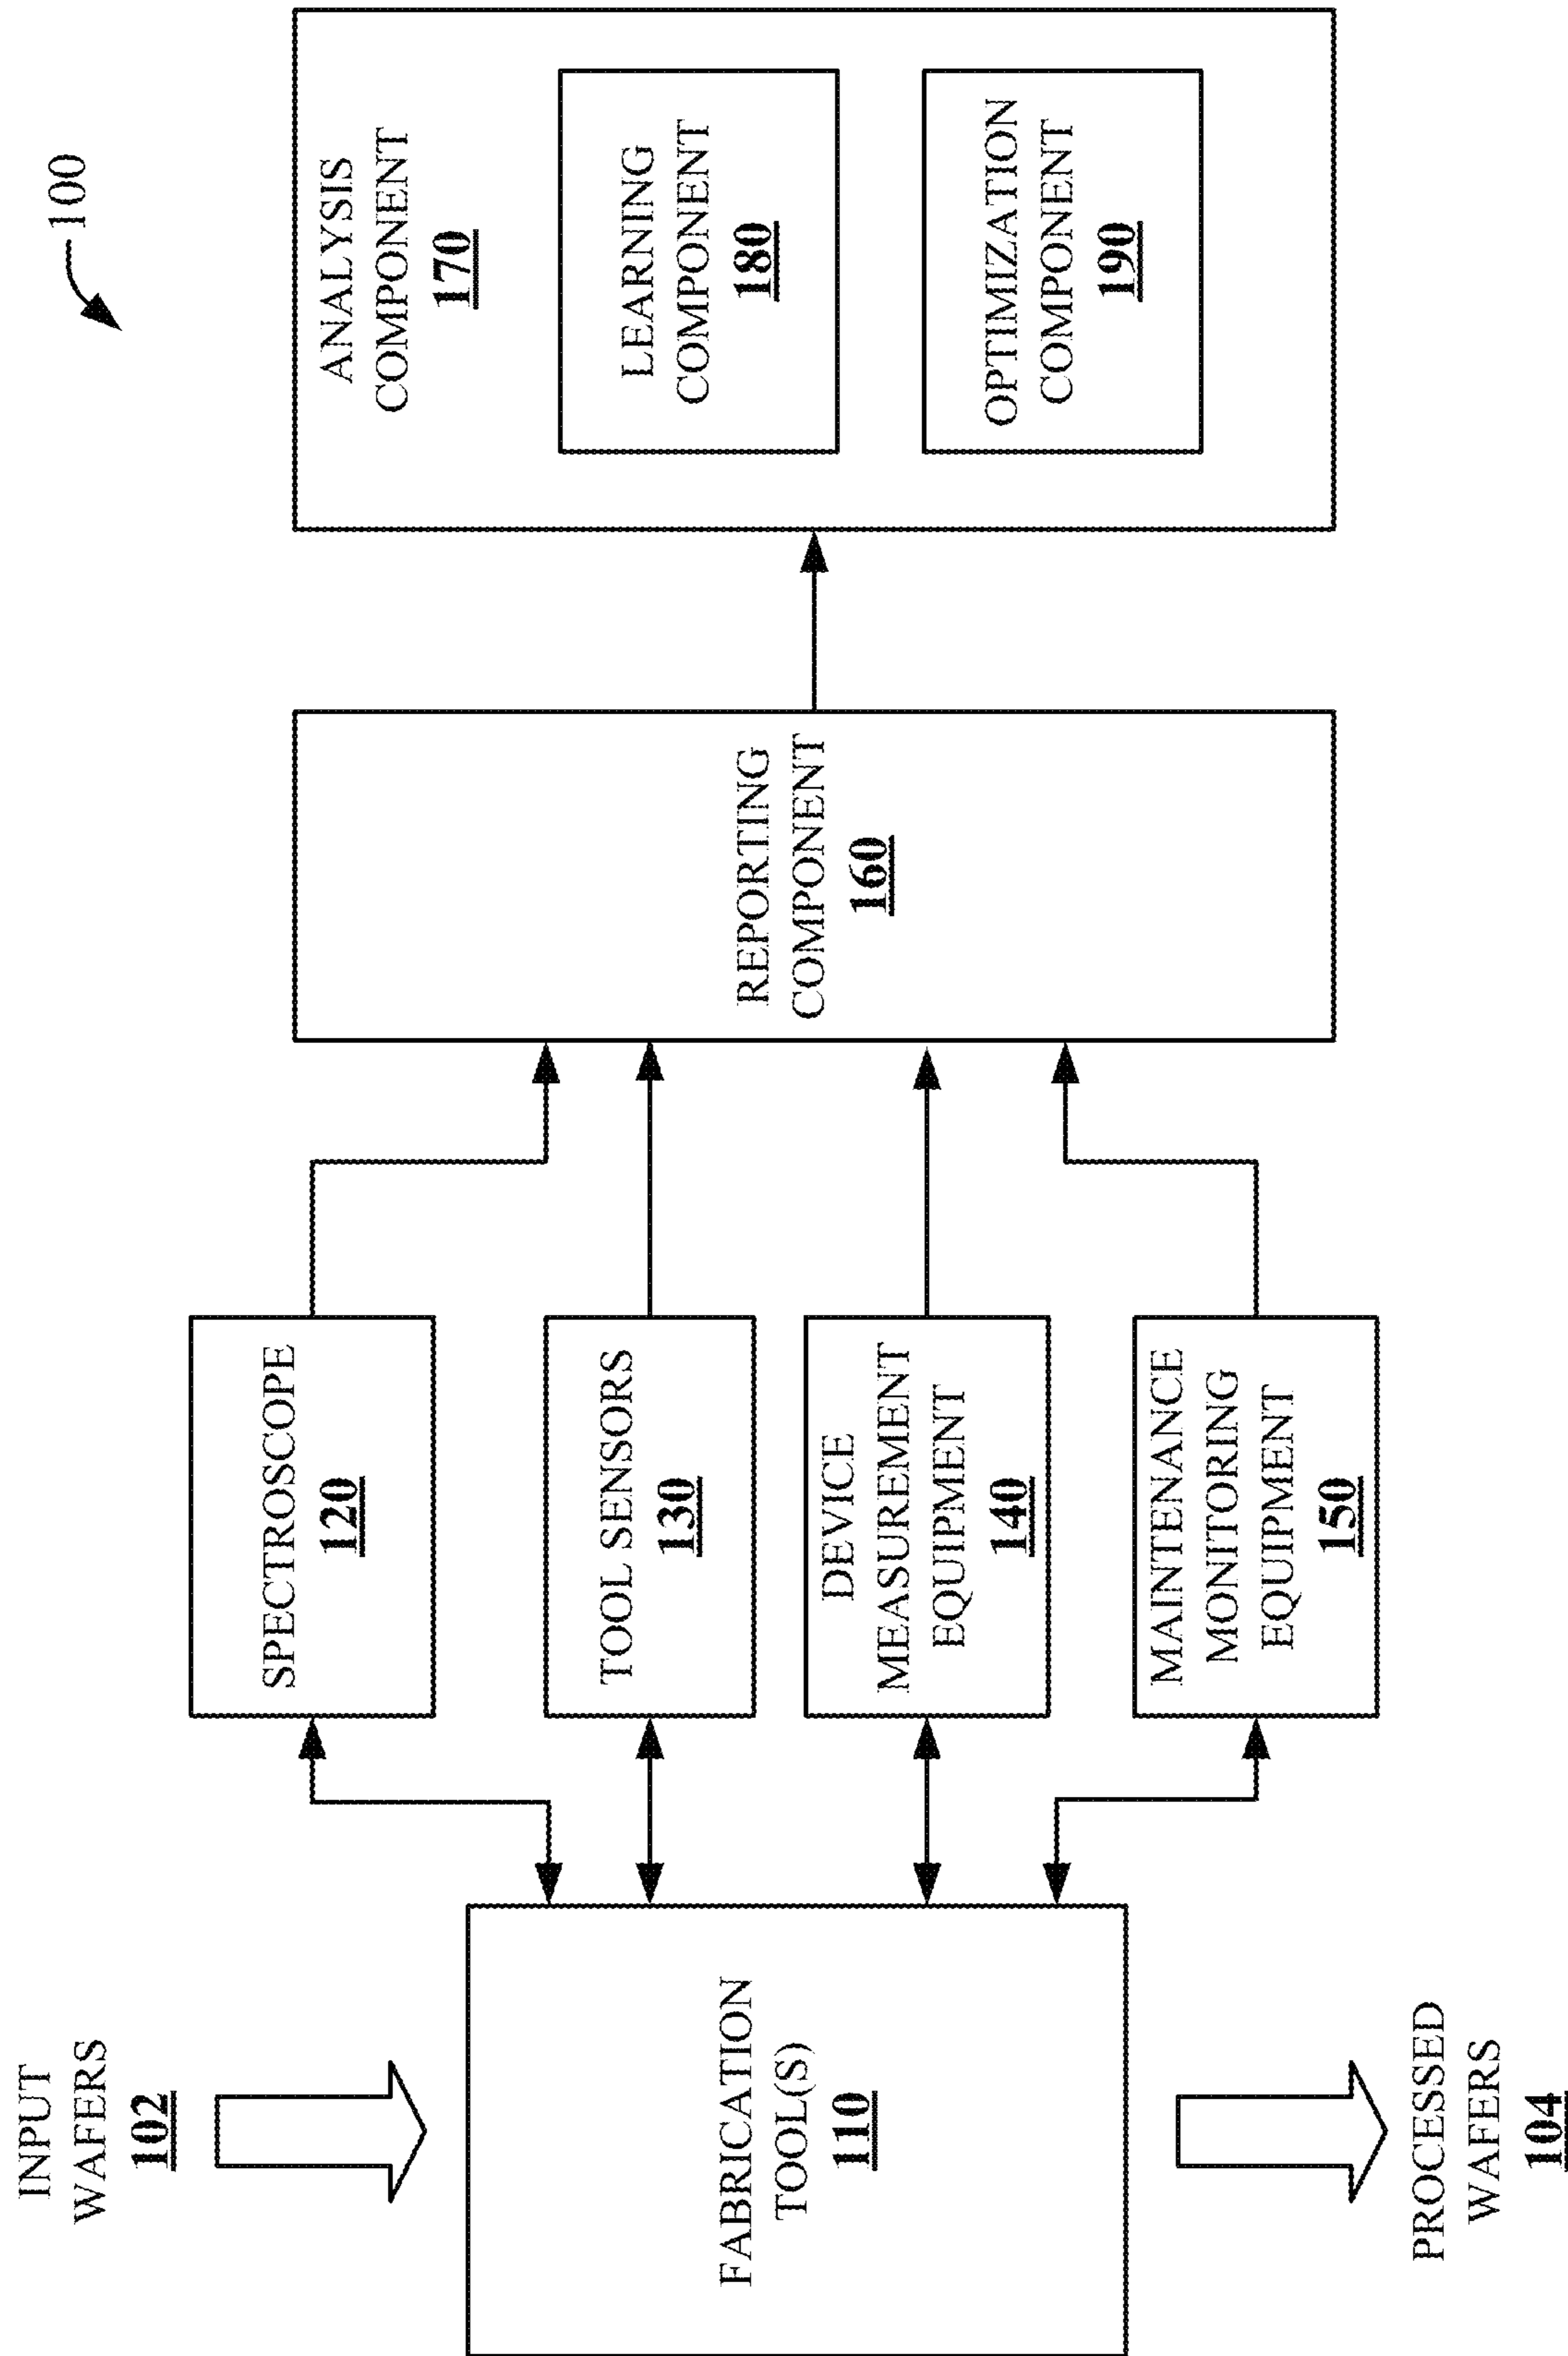 100
INPUT
WAFERS
102
FABRICATION
TOOL(S)
110
PROCESSED
WAFERS
104
SPECTROSCOPE
120
TOOL SENSORS
130
DEVICE
MEASUREMENT
EQUIPMENT
140
MAINTENANCE
MONITORING
EQUIPMENT
150
REPORTING
COMPONENT
160
ANALYSIS
COMPONENT
170
LEARNING
COMPONENT
180
OPTIMIZATION
COMPONENT
190